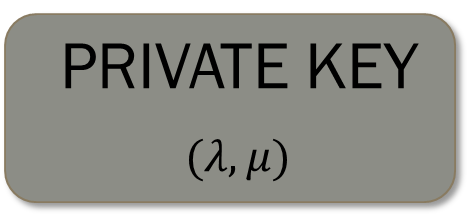 PRIVATE KEY
(λ, μ)